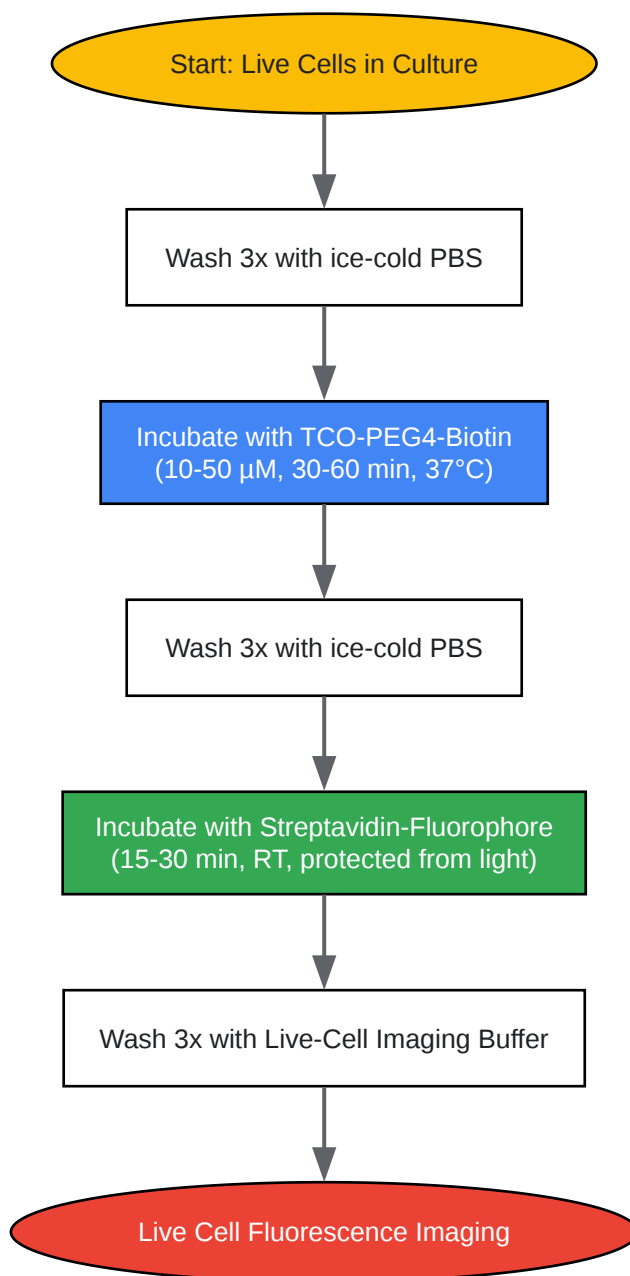 Start: Live Cells in Culture
Wash 3x with ice-cold PBS
Incubate with TCO-PEG4-Biotin
(10-50 µM, 30-60 min, 37°C)
Wash 3x with ice-cold PBS
Incubate with Streptavidin-Fluorophore
(15-30 min, RT, protected from light)
Wash 3x with Live-Cell Imaging Buffer
Live Cell Fluorescence Imaging